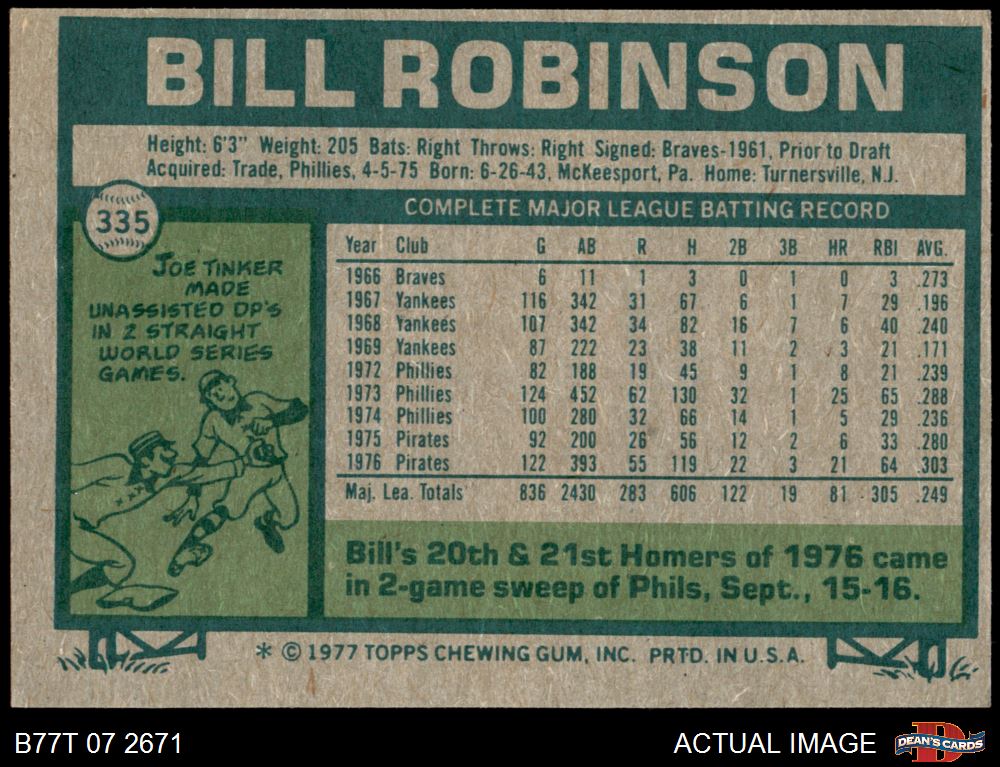 BILL ROBINSON
Height: 6'3" Weight: 205 Bats: Right Throws: Right Signed: Braves-1961, Prior to Draft
Acquired: Trade, Phillies, 4-5-75 Born: 6-26-43, McKeesport, Pa. Home: Turnersville, N.J.
335
JOE TINKER
MADE
UNASSISTED DP'S
IN 2 STRAIGHT
WORLD SERIES
GAMES.
COMPLETE MAJOR LEAGUE BATTING RECORD
Year Club G AB R H 2B 3B HR RBI AVG.
1966 Braves 6 11 1 3 0 1 0 3 .273
1967 Yankees 116 342 31 67 6 1 7 29 .196
1968 Yankees 107 342 34 82 16 7 6 40 .240
1969 Yankees 87 222 23 38 11 2 3 21 .171
1972 Phillies 82 188 19 45 9 1 8 21 .239
1973 Phillies 124 452 62 130 32 1 25 65 .288
1974 Phillies 100 280 32 66 14 1 5 29 .236
1975 Pirates 92 200 26 56 12 2 6 33 .280
1976 Pirates 122 393 55 119 22 3 21 64 .303
Maj. Lea. Totals 836 2430 283 606 122 19 81 305 .249
Bill's 20th & 21st Homers of 1976 came
in 2-game sweep of Phils, Sept., 15-16.
* © 1977 TOPPS CHEWING GUM, INC. PRTD. IN U.S.A.
B77T 07 2671
ACTUAL IMAGE
D
DEAN'S CARDS